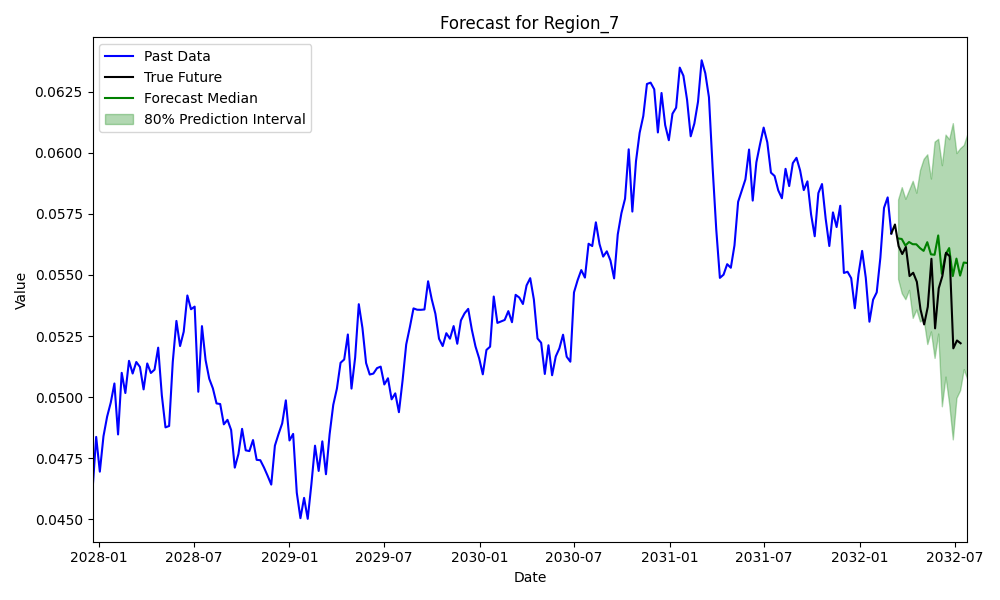 Forecast for Region_7
Past Data
True Future
Forecast Median
80% Prediction Interval
Value
0.0625
0.0600
0.0575
0.0550
0.0525
0.0500
0.0475
0.0450
2028-01 2028-07 2029-01 2029-07 2030-01 2030-07 2031-01 2031-07 2032-01 2032-07
Date